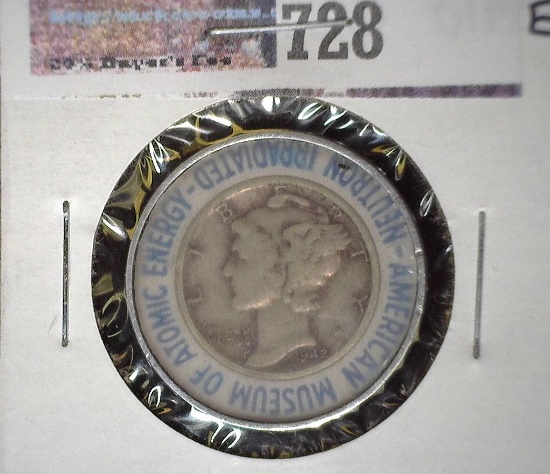 728
AMERICAN MUSEUM OF ATOMIC ENERGY - NEUTRON IRRADIATED -
LIBERTY
1942